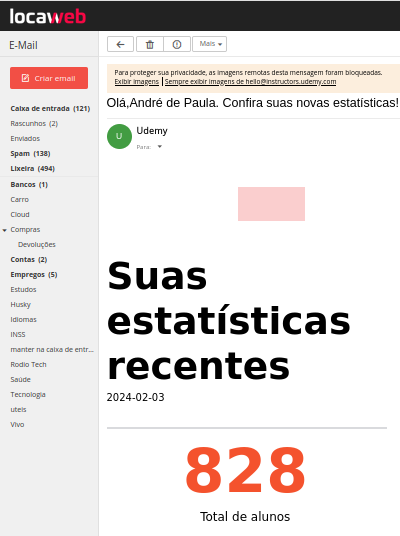 locaweb
E-Mail
Mais
Criar email
Caixa de entrada (121)
Rascunhos (2)
Enviados
Spam (138)
Lixeira (494)
Bancos (1)
Carro
Cloud
Compras
Devoluções
Contas (2)
Empregos (5)
Estudos
Husky
Idiomas
INSS
manter na caixa de entr...
Rodio Tech
Saúde
Tecnologia
uteis
Vivo
Para proteger sua privacidade, as imagens remotas desta mensagem foram bloqueadas.
Exibir imagens | Sempre exibir imagens de hello@instructors.udemy.com
Olá,André de Paula. Confira suas novas estatísticas!
U
Udemy
Para:
Suas
estatísticas
recentes
2024-02-03
828
Total de alunos